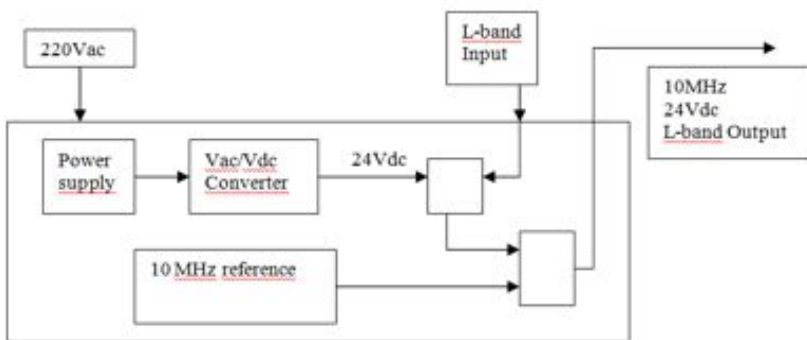 220Vac
L-band
Input
10MHz
24Vdc
L-band Output
Power
supply
Vac/Vdc
Converter
24Vdc
10 MHz reference